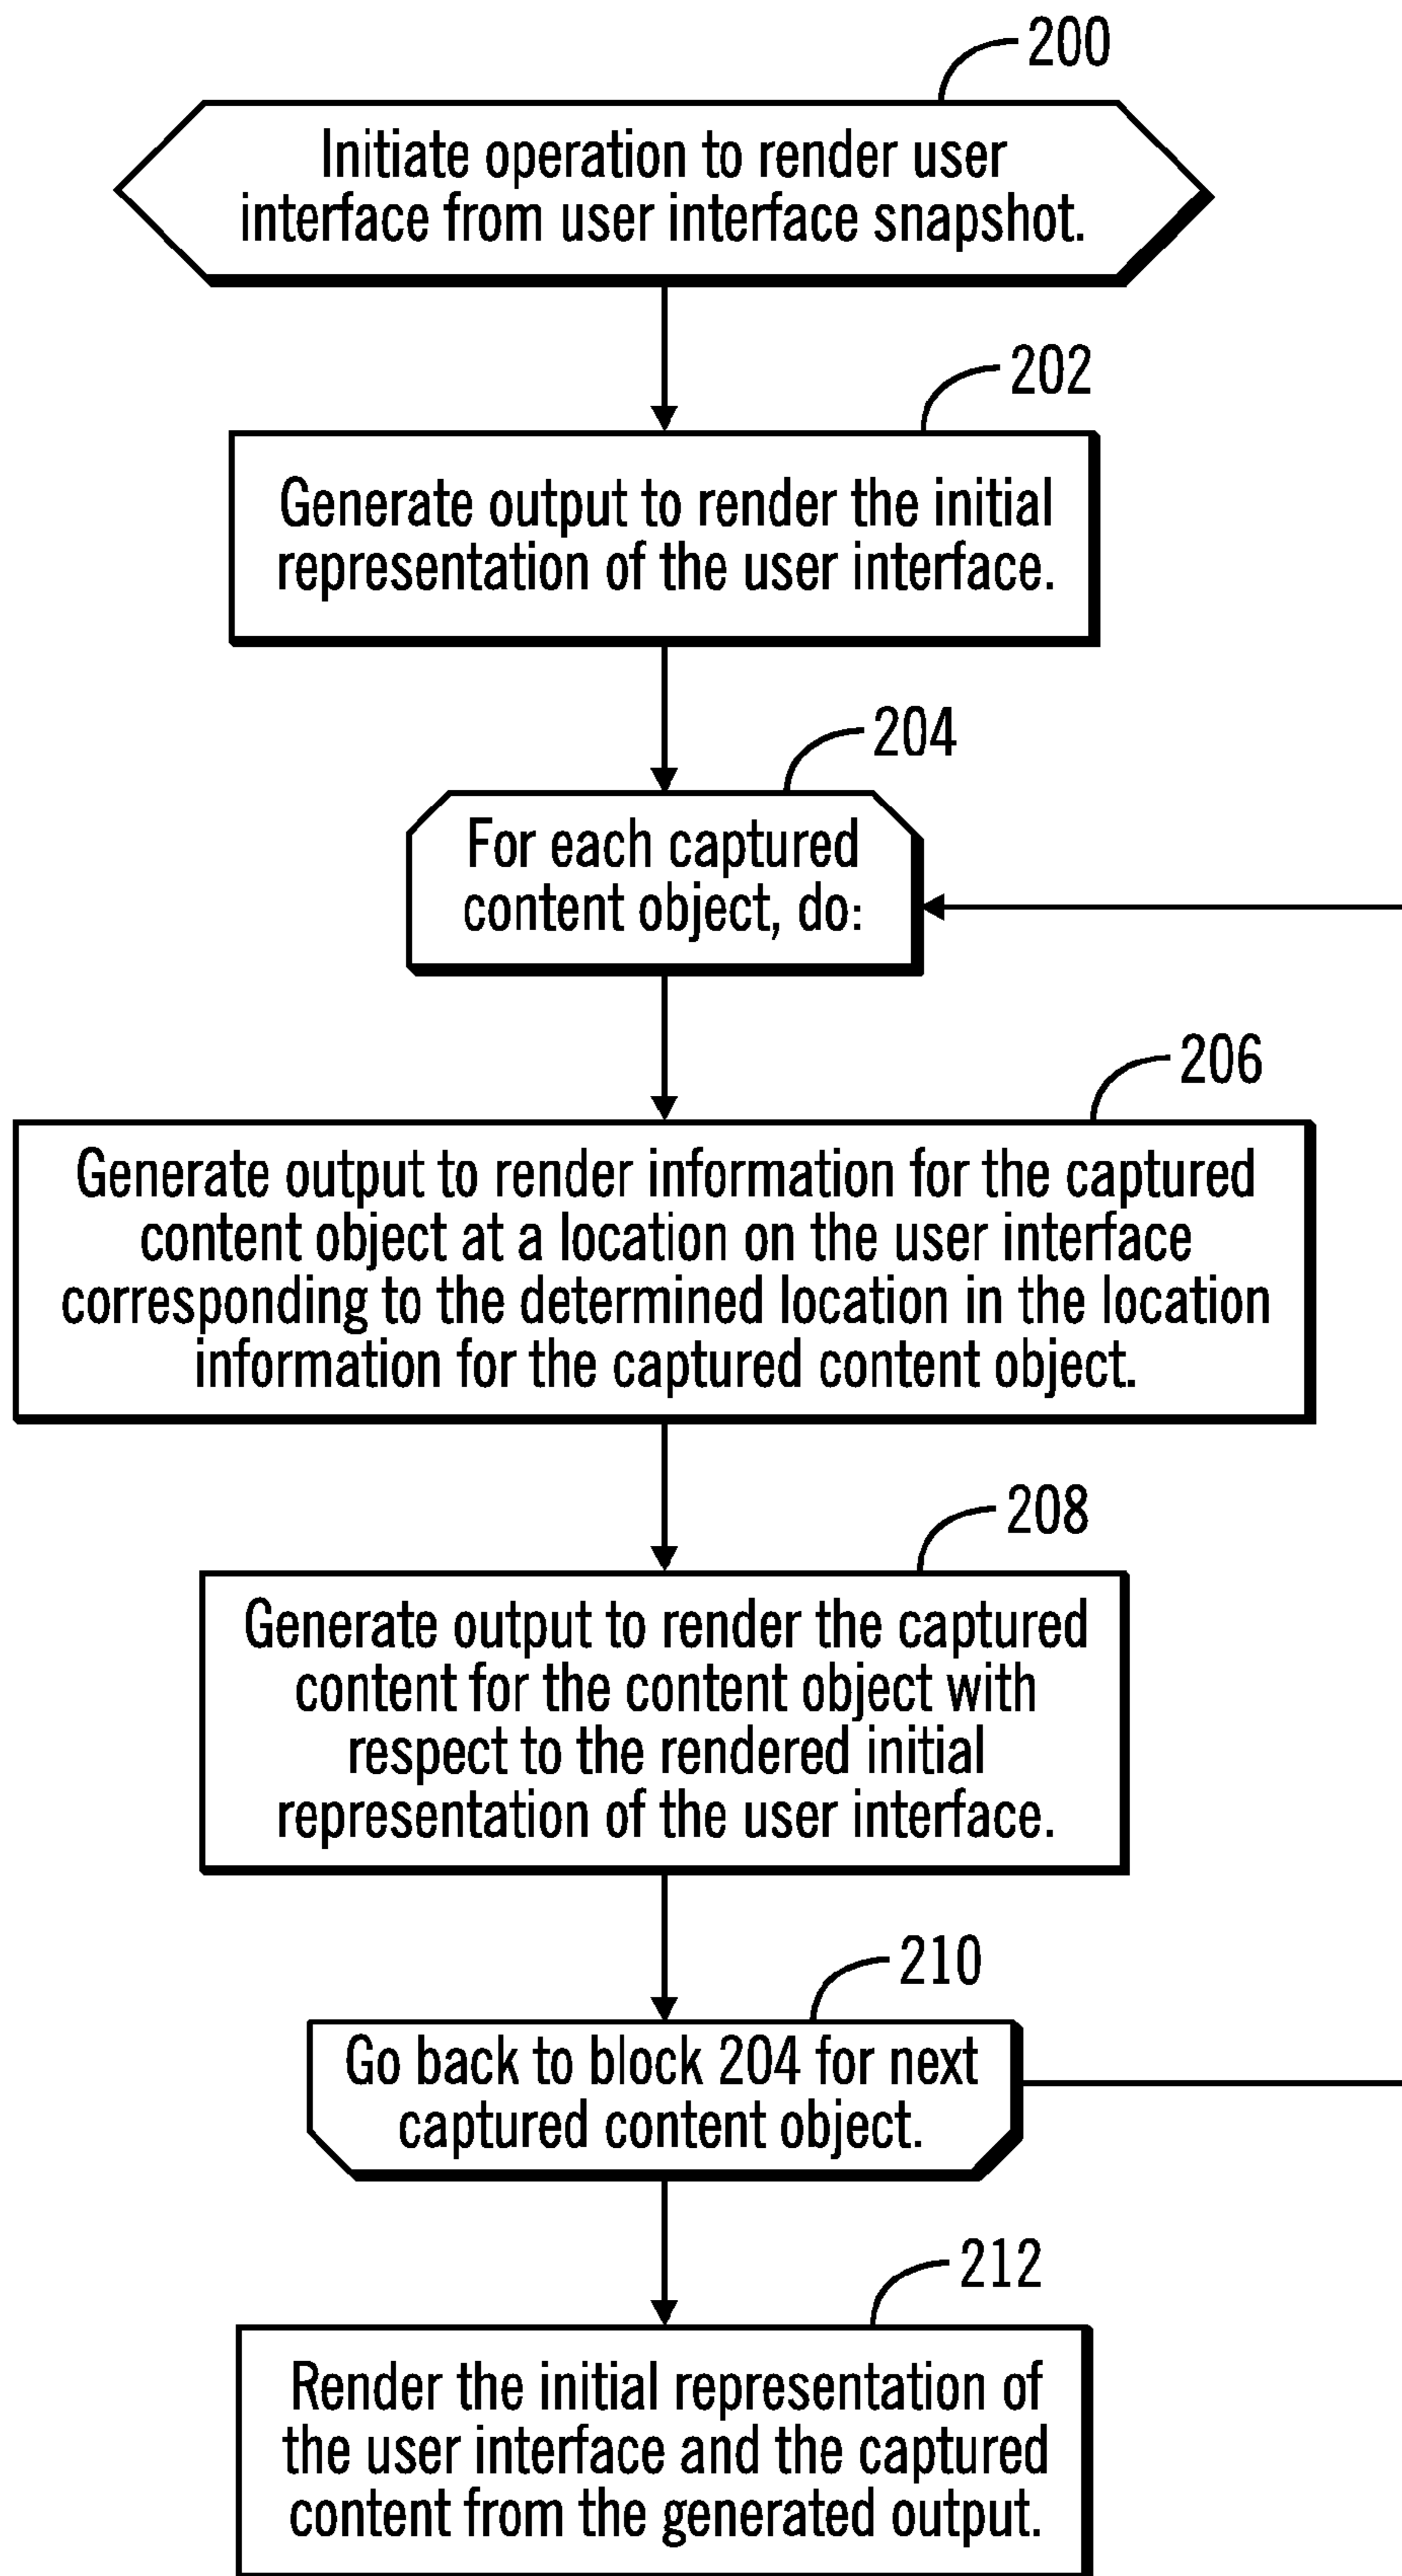 200
Initiate operation to render user
interface from user interface snapshot.
202
Generate output to render the initial
representation of the user interface.
204
For each captured
content object, do:
206
Generate output to render information for the captured
content object at a location on the user interface
corresponding to the determined location in the location
information for the captured content object.
208
Generate output to render the captured
content for the content object with
respect to the rendered initial
representation of the user interface.
210
Go back to block 204 for next
captured content object.
212
Render the initial representation of
the user interface and the captured
content from the generated output.